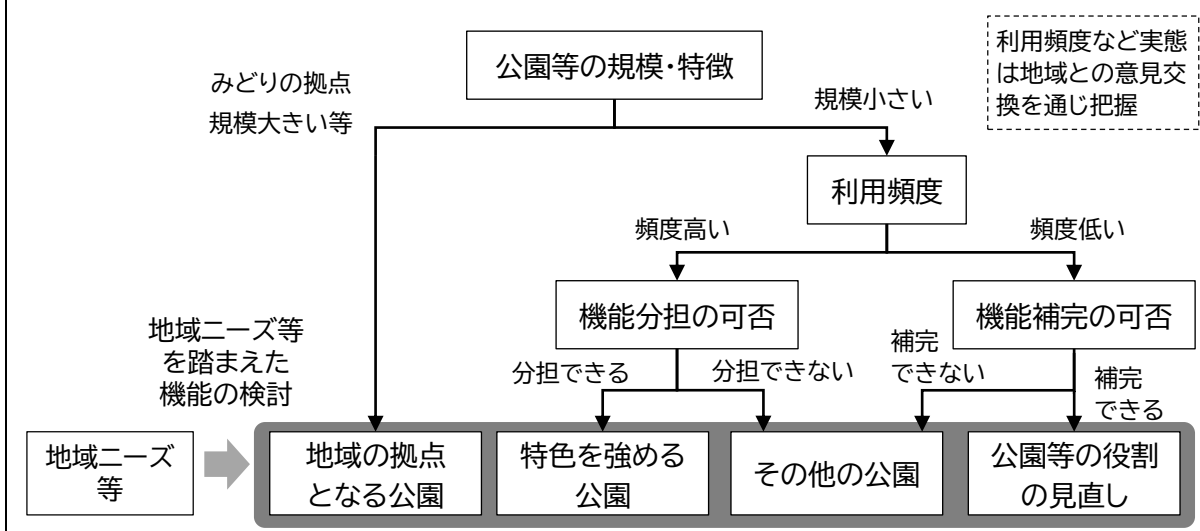 公園等の規模・特徴
利用頻度など実態
は地域との意見交
換を通じ把握
みどりの拠点
規模大きい等
規模小さい
利用頻度
頻度高い
頻度低い
機能分担の可否
機能補完の可否
地域ニーズ等
を踏まえた
機能の検討
分担できる
分担できない
補完
できない
補完
できる
地域ニーズ
等
地域の拠点
となる公園
特色を強める
公園
その他の公園
公園等の役割
の見直し